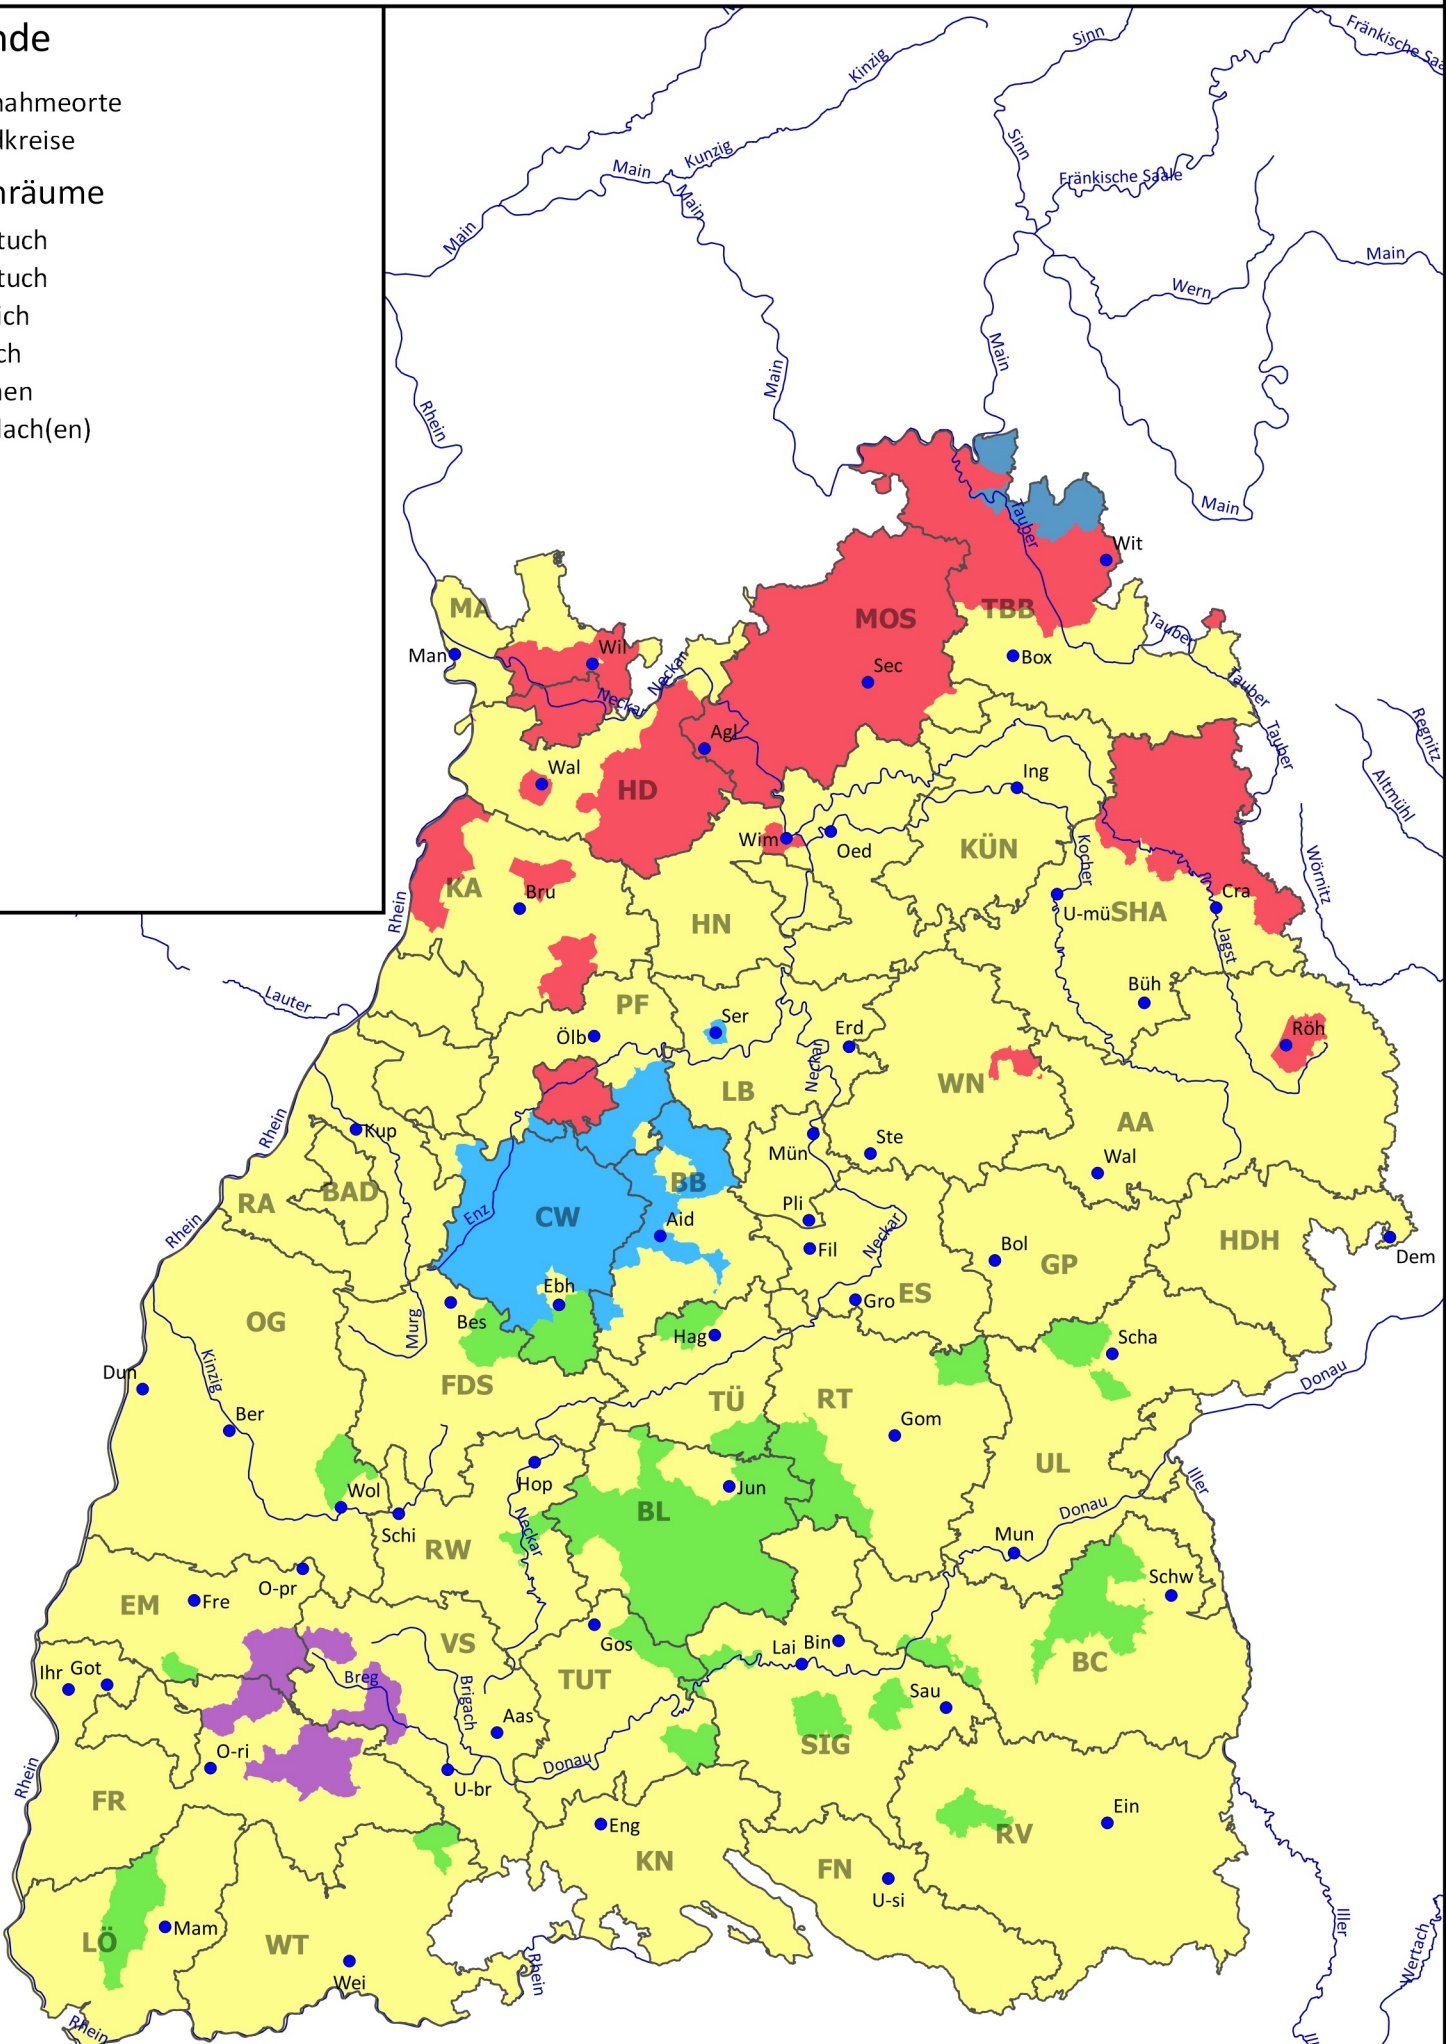 nde
nahmeorte
dkreise
nräume
tuch
tuch
ich
ch
nen
lach(en)
Kinzig
Sinn
Fränkische Saa
Sinn
Kunzig
Main
Main
Fränkische Saale
Main
Main
Wern
Main
Main
Rhein
Main
Tauber
Wit
MA
MOS
TBB
Tauber
Man
Wil
Neckar
Sec
Box
Neckar
Tauber
Agl
Tauber
Regnitz
Wal
HD
Ing
Altmühl
Wim
Oed
KÜN
Kocher
Wörnitz
KA
Bru
Rhein
HN
U-mü
SHA
Cra
Jagst
Lauter
PF
Büh
Ölb
Ser
Erd
Röh
Neckar
LB
WN
Rhein
Kup
Mün
Ste
AA
Wal
RA
BAD
BB
Enz
CW
Aid
Pli
Rhein
Fil
Neckar
Bol
GP
HDH
Dem
Ebh
Gro
ES
OG
Murg
Bes
Hag
Scha
Kinzig
Dun
FDS
TÜ
RT
Donau
Ber
Gom
UL
Wol
Hop
Jun
Iller
Schi
Neckar
BL
Donau
RW
Mun
O-pr
Schw
EM
Fre
VS
Gos
Lai
Bin
BC
Ihr
Got
Breg
Brigach
TUT
Sau
Aas
SIG
O-ri
Donau
Rhein
FR
U-br
Eng
Ein
RV
KN
FN
U-si
LÖ
Mam
WT
Wei
Rhein
Iller
Wertach
Rhein